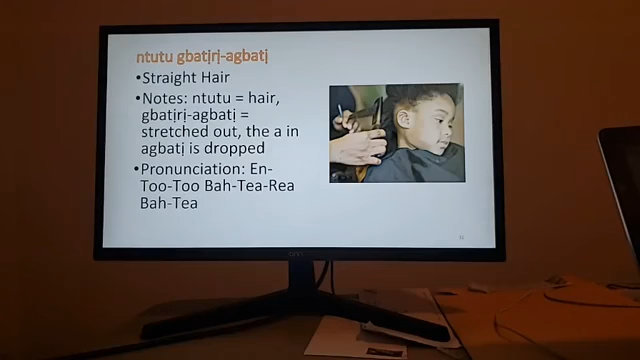 ntutu gbatịrị-agbatị
•Straight Hair
•Notes: ntutu = hair,
gbatịrị-agbatị =
stretched out, the a in
agbatị is dropped
•Pronunciation: En-
Too-Too Bah-Tea-Rea
Bah-Tea